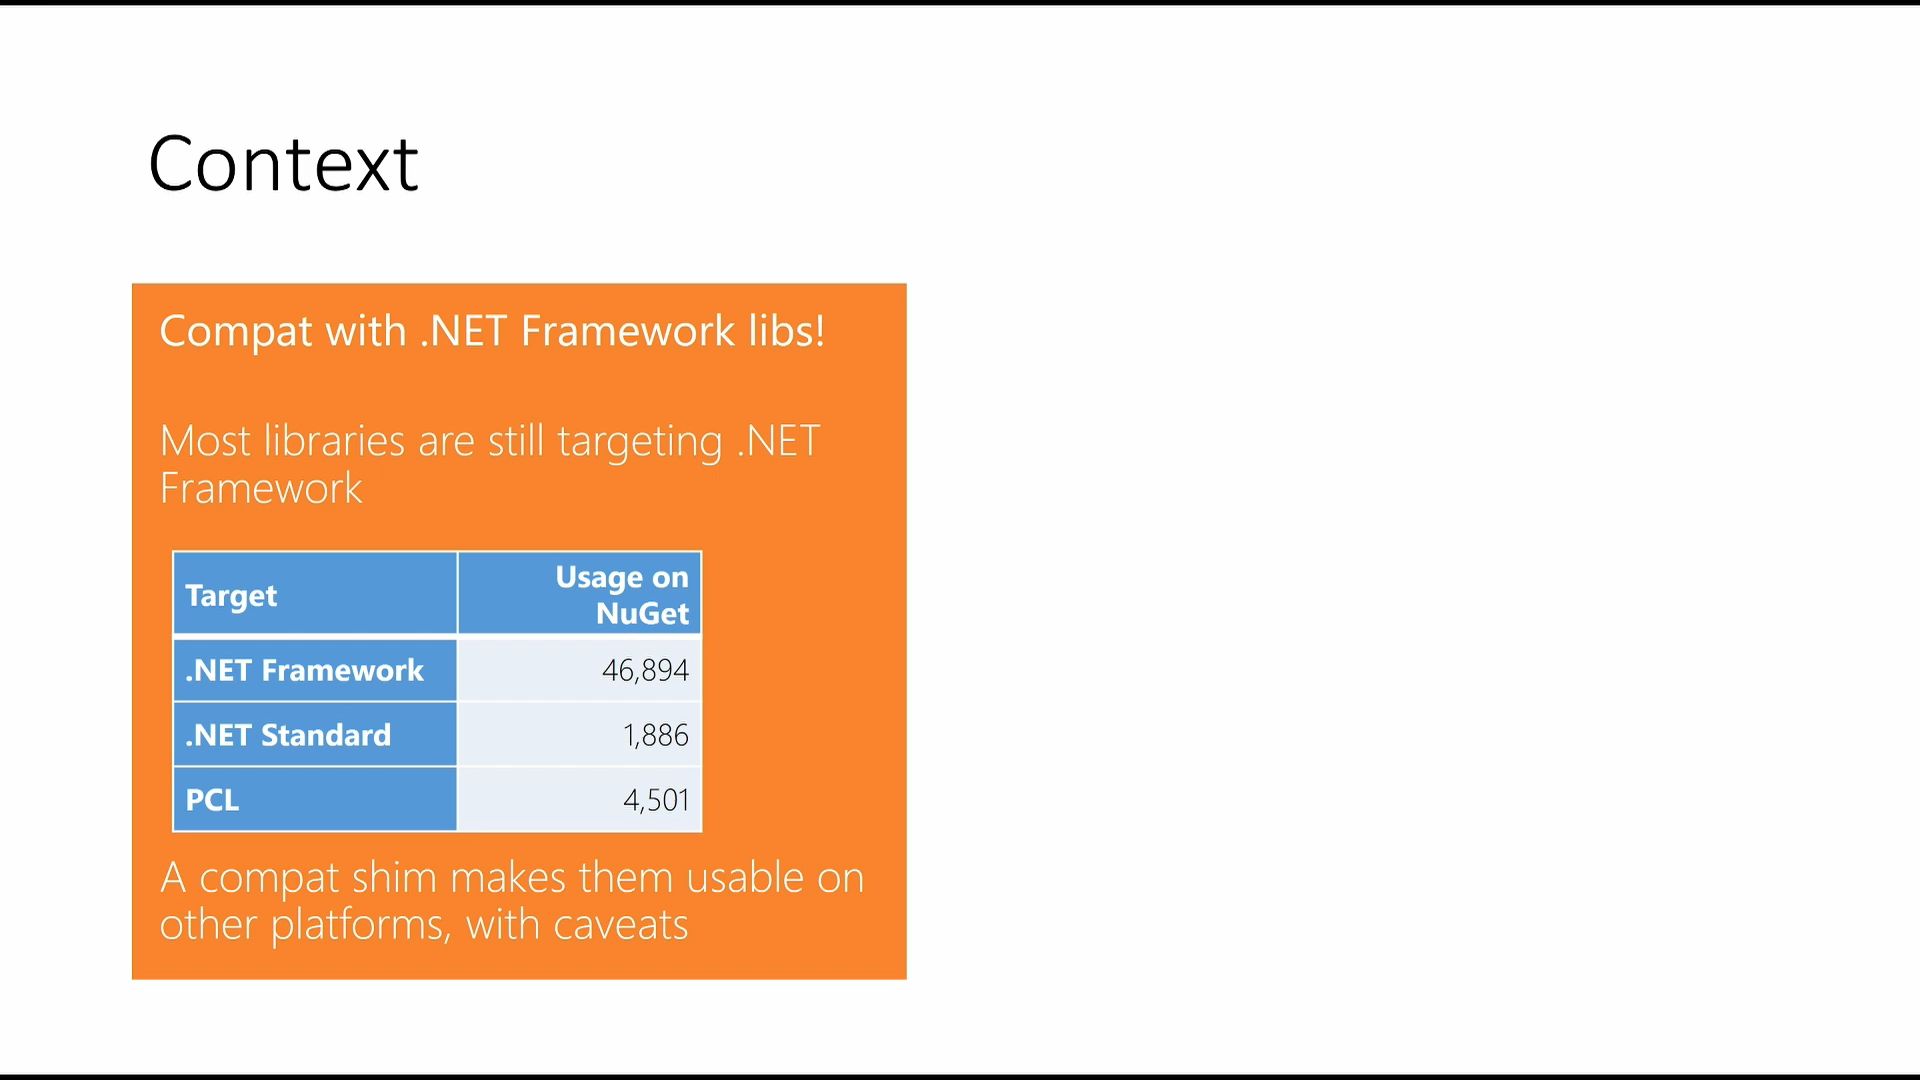 Context
Compat with .NET Framework libs!
Most libraries are still targeting .NET
Framework
Target
Usage on
NuGet
.NET Framework 46,894
.NET Standard 1,886
PCL 4,501
A compat shim makes them usable on
other platforms, with caveats